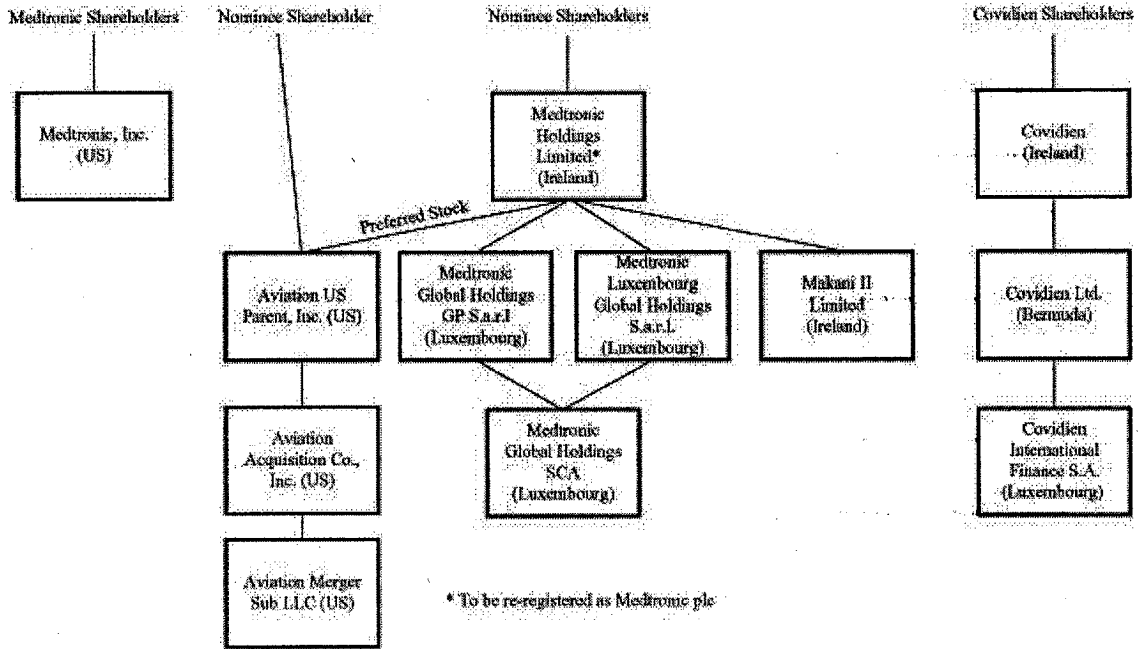 Medtronic Shareholders
Nominee Shareholder
Nominee Shareholders
Covidien Shareholders
Medtronic, Inc.
(US)
Medtronic
Holdings
Limited*
(Ireland)
Covidien
(Ireland)
Preferred Stock
Aviation US
Parent, Inc. (US)
Medtronic
Global Holdings
GP S.a.r.l
(Luxembourg)
Medtronic
Luxembourg
Global Holdings
S.a.r.l.
(Luxembourg)
Makani II
Limited
(Ireland)
Covidien Ltd.
(Bermuda)
Aviation
Acquisition Co.,
Inc. (US)
Medtronic
Global Holdings
SCA
(Luxembourg)
Covidien
International
Finance S.A.
(Luxembourg)
Aviation Merger
Sub LLC (US)
* To be re-registered as Medtronic plc